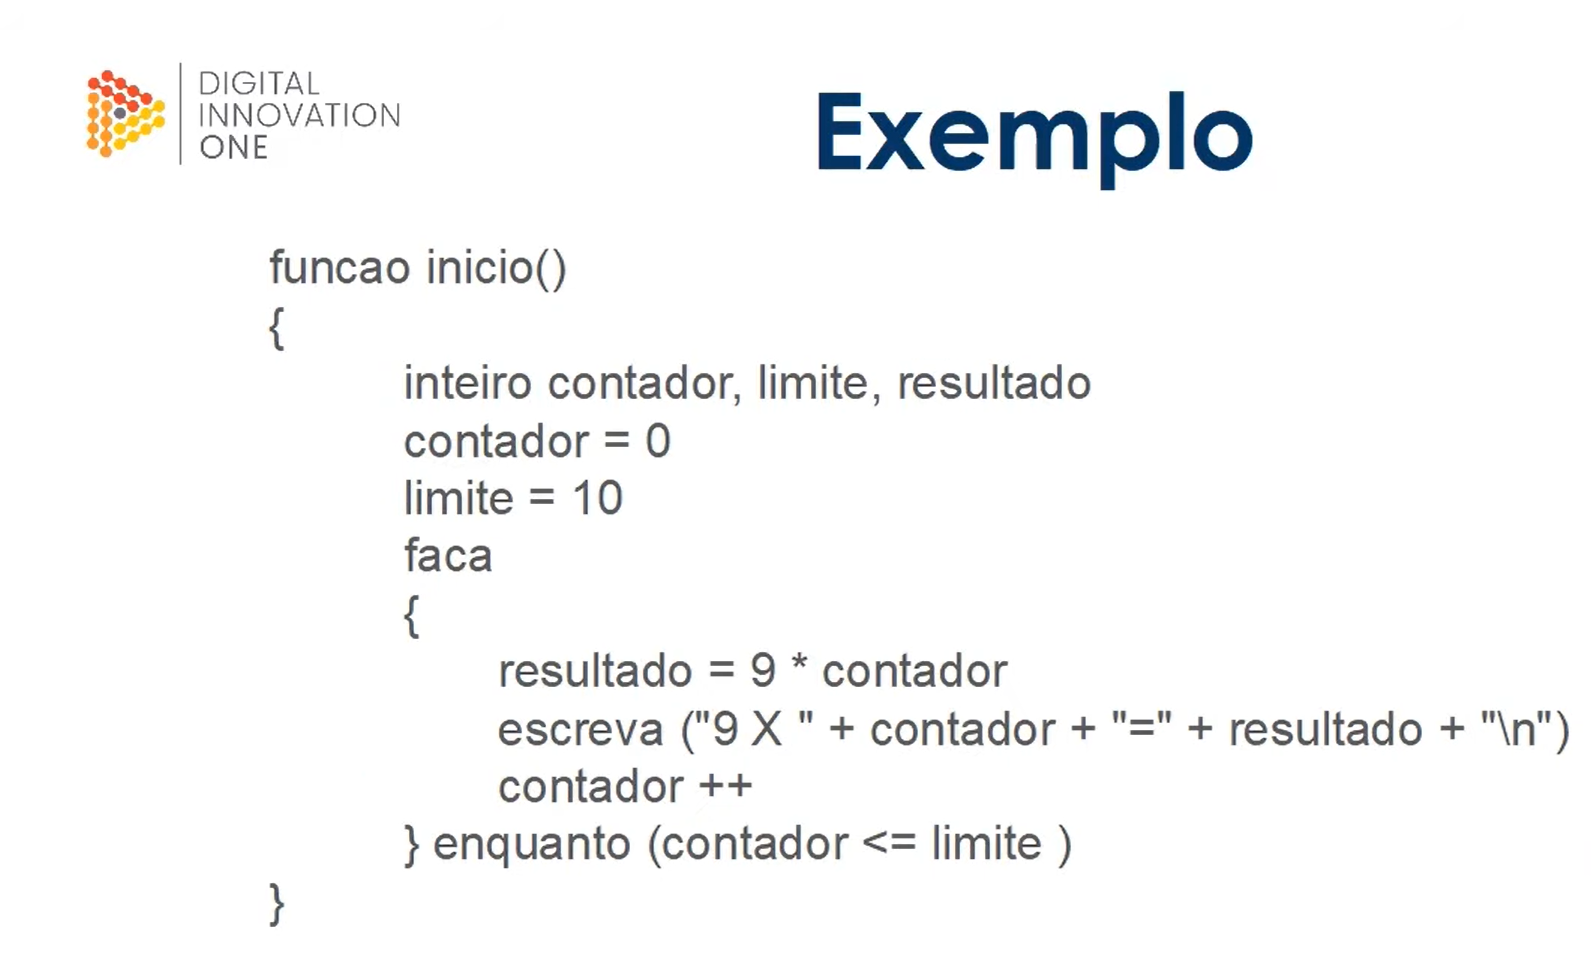 DIGITAL
INNOVATION
ONE
Exemplo
funcao inicio()
{
inteiro contador, limite, resultado
contador = 0
limite = 10
faca
{
resultado = 9 * contador
escreva ("9 X " + contador + "=" + resultado + "\n")
contador ++
} enquanto (contador <= limite )
}